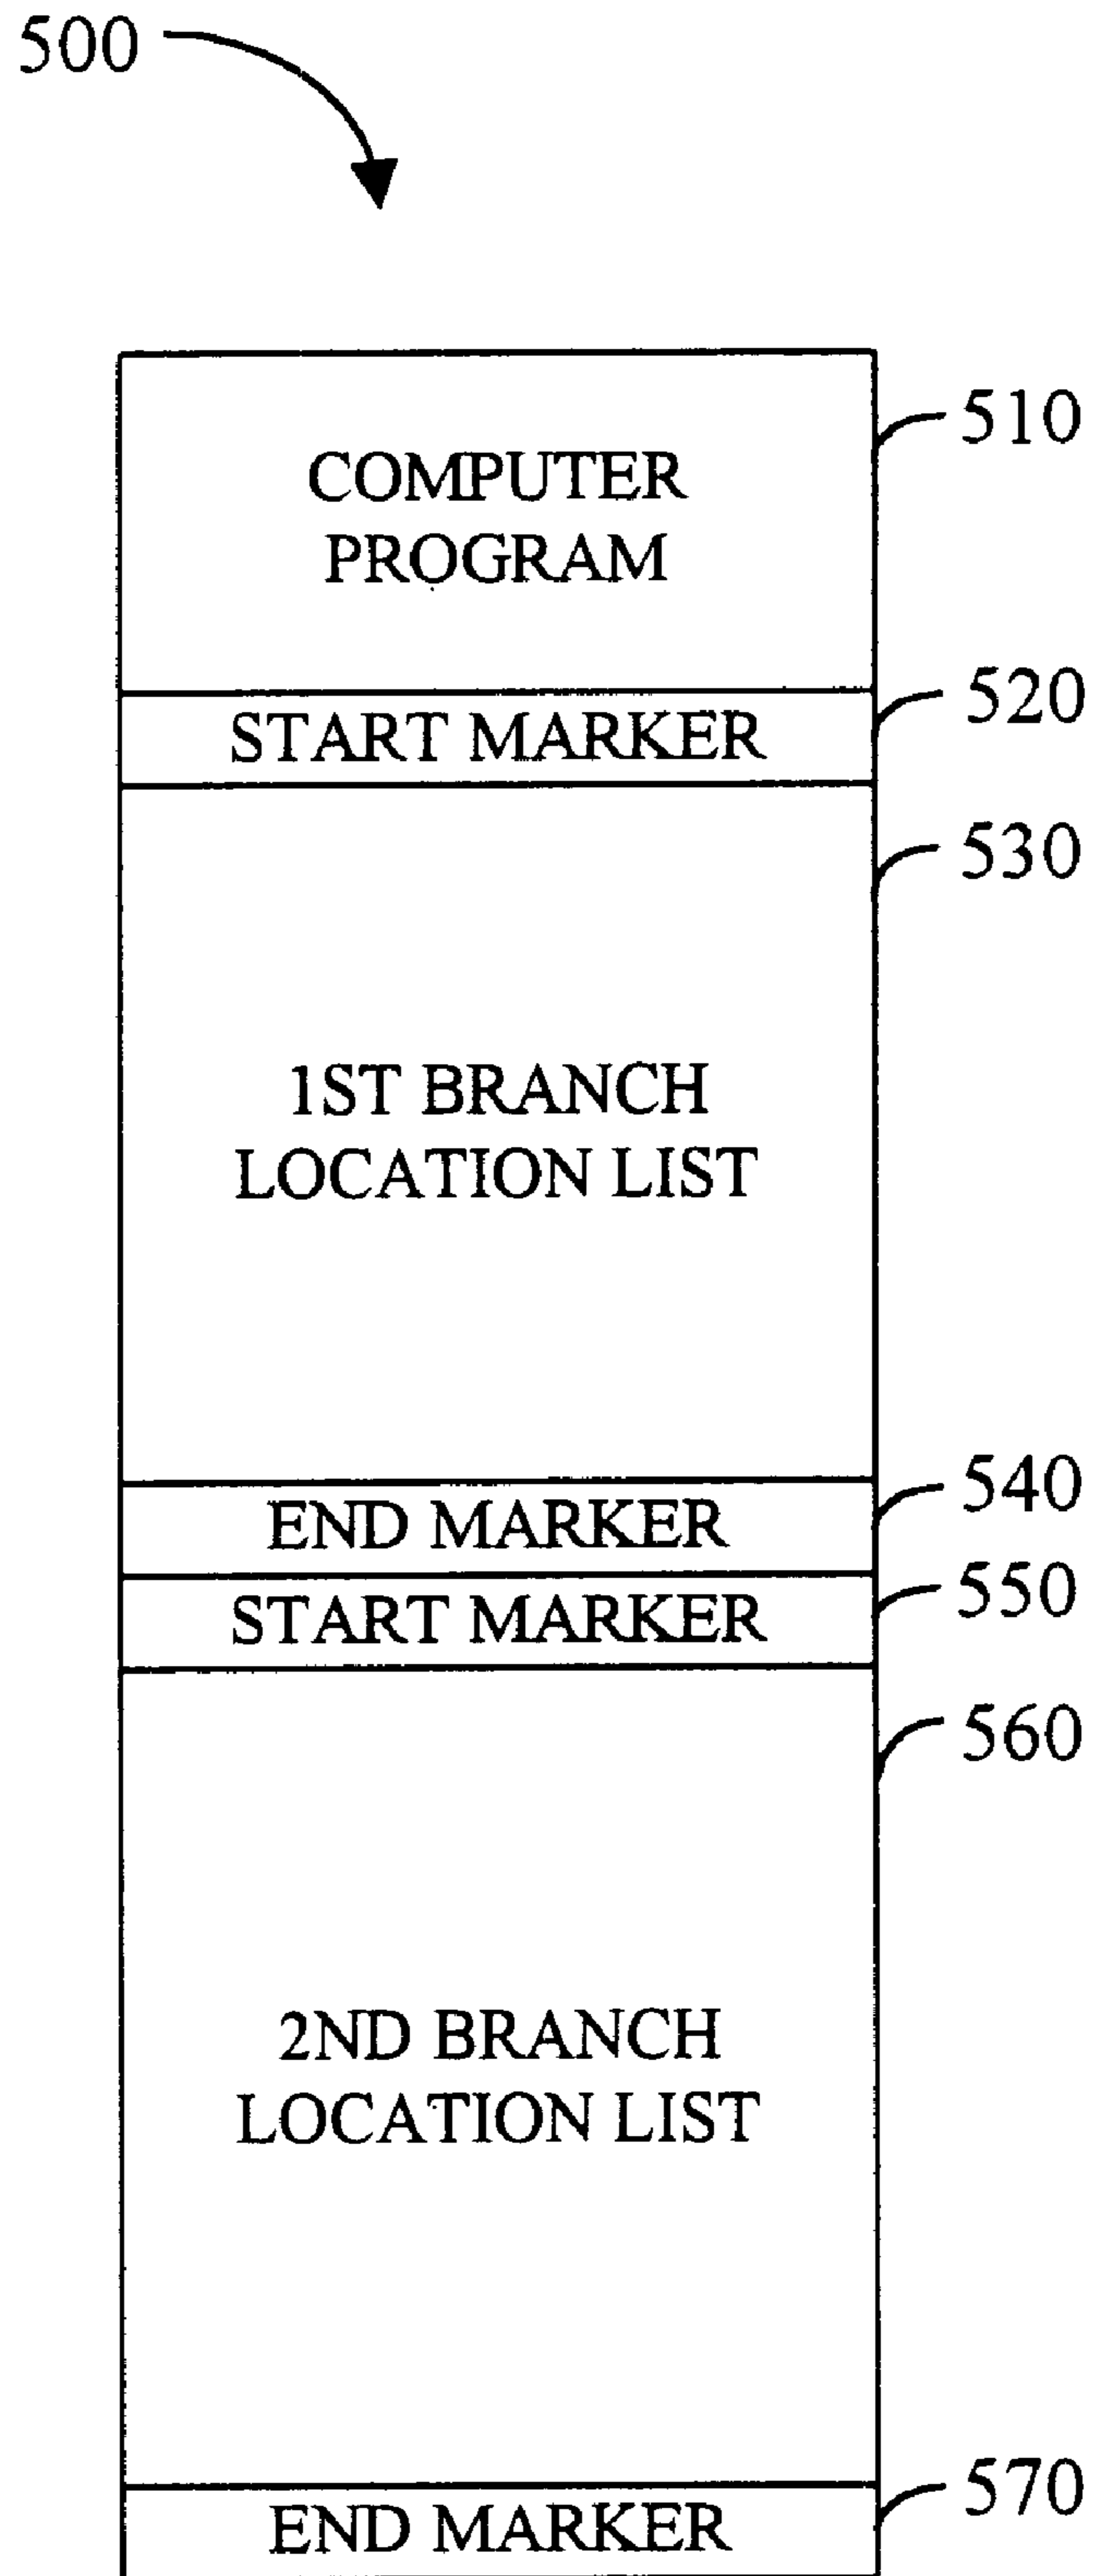 500
510
COMPUTER
PROGRAM
520
START MARKER
530
1ST BRANCH
LOCATION LIST
540
END MARKER
550
START MARKER
560
2ND BRANCH
LOCATION LIST
570
END MARKER